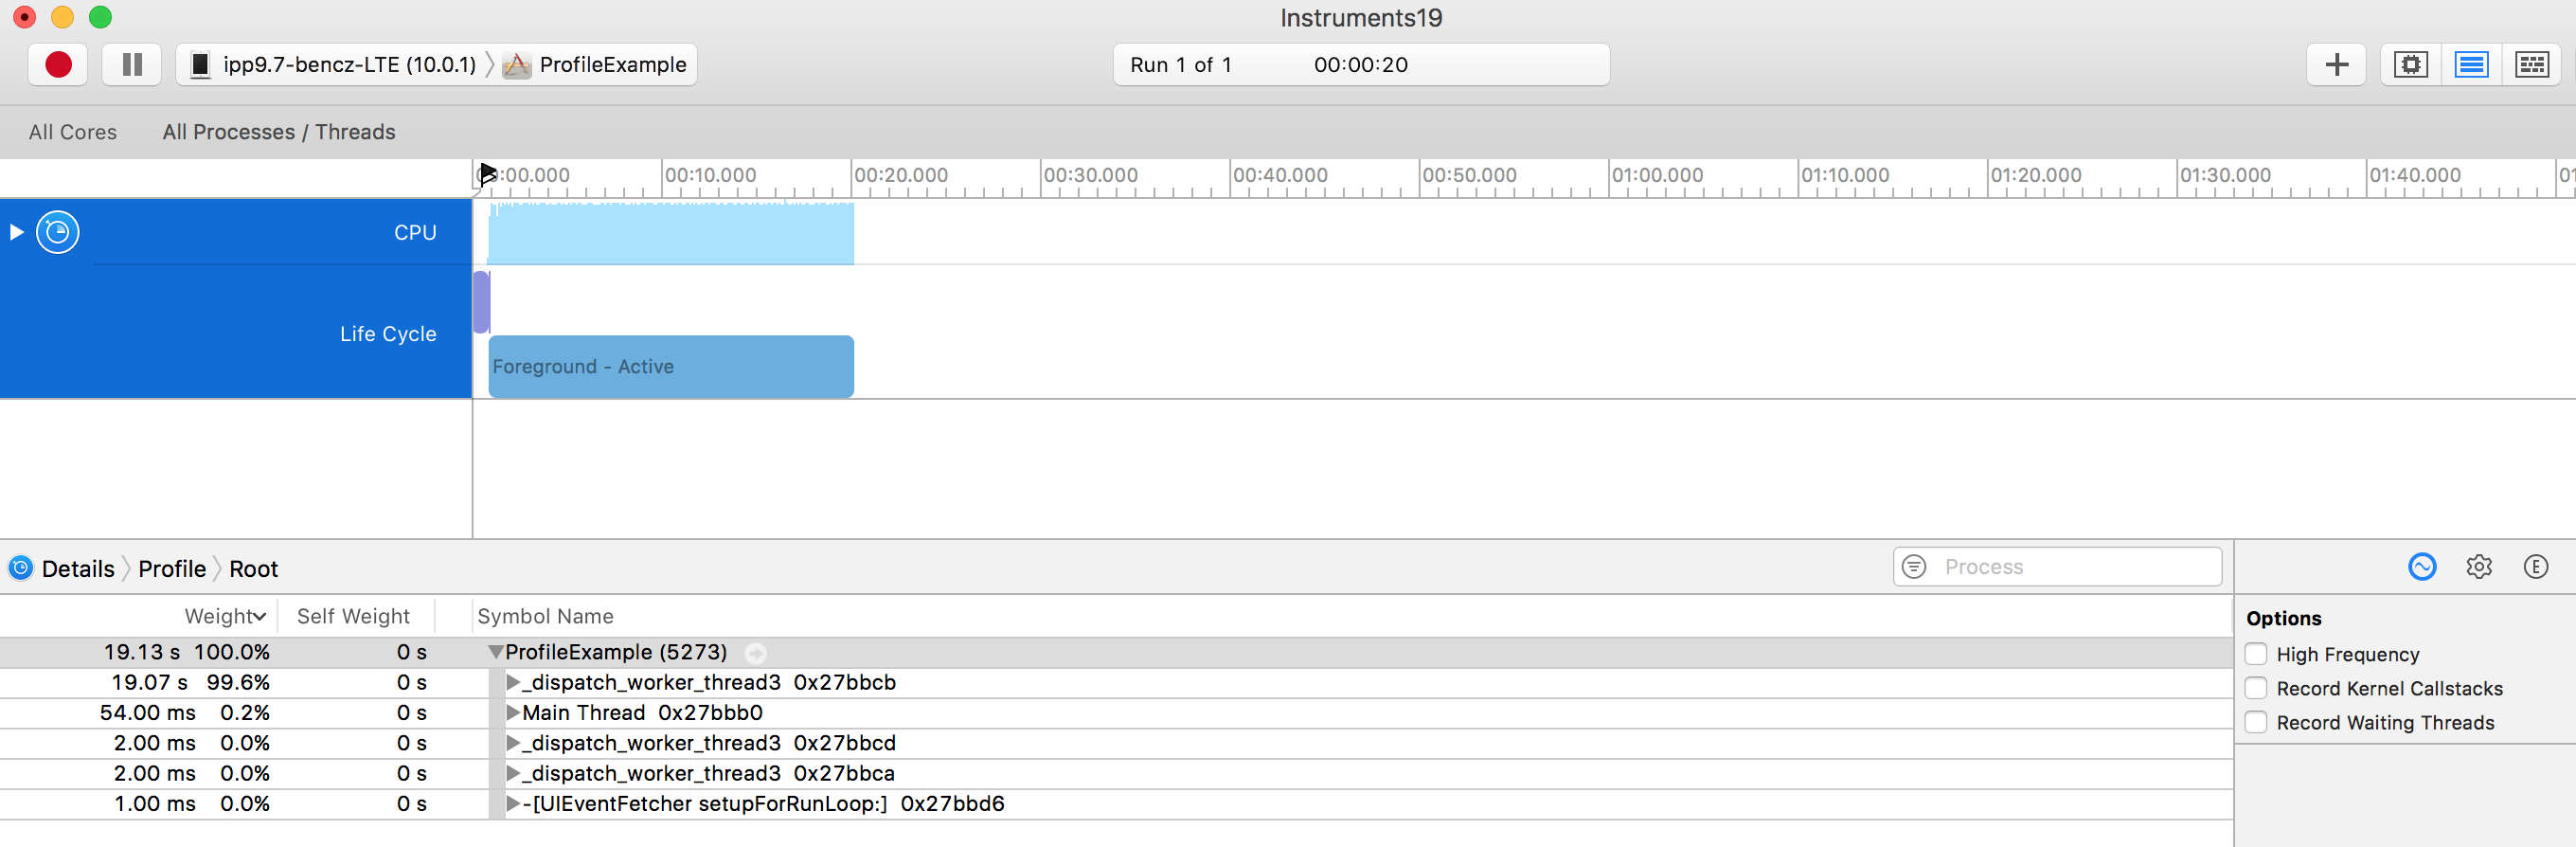 Instruments19
ipp9.7-bencz-LTE (10.0.1) ProfileExample Run 1 of 1 00:00:20
All Cores All Processes / Threads
:00.000 00:10.000 00:20.000 00:30.000 00:40.000 00:50.000 01:00.000 01:10.000 01:20.000 01:30.000 01:40.000
CPU
Life Cycle
Foreground - Active
Details Profile Root Process
E
Weight Self Weight Symbol Name
19.13 s 100.0% 0 s ProfileExample (5273)
19.07 s 99.6% 0 s _dispatch_worker_thread3 0x27bbcb
54.00 ms 0.2% 0 s Main Thread 0x27bbb0
2.00 ms 0.0% 0 s _dispatch_worker_thread3 0x27bbcd
2.00 ms 0.0% 0 s _dispatch_worker_thread3 0x27bbca
1.00 ms 0.0% 0 s -[UIEventFetcher setupForRunLoop:] 0x27bbd6
Options
High Frequency
Record Kernel Callstacks
Record Waiting Threads